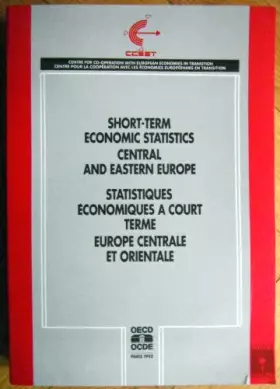 CCEET
CENTRE FOR CO-OPERATION WITH EUROPEAN ECONOMIES IN TRANSITION
CENTRE POUR LA COOPÉRATION AVEC LES ÉCONOMIES EUROPÉENNES EN TRANSITION
SHORT-TERM
ECONOMIC STATISTICS
CENTRAL
AND EASTERN EUROPE
STATISTIQUES
ECONOMIQUES A COURT
TERME
EUROPE CENTRALE
ET ORIENTALE
OECD
OCDE
PARIS